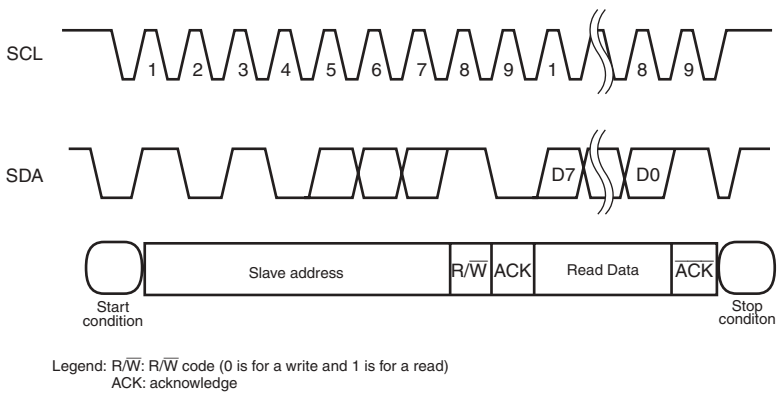 SCL
1 2 3 4 5 6 7 8 9 1 8 9
SDA
D7 D0
Slave address R/W̅ ACK Read Data A̅C̅K̅
Start
condition
Stop
conditon
Legend: R/W̅: R/W̅ code (0 is for a write and 1 is for a read)
ACK: acknowledge